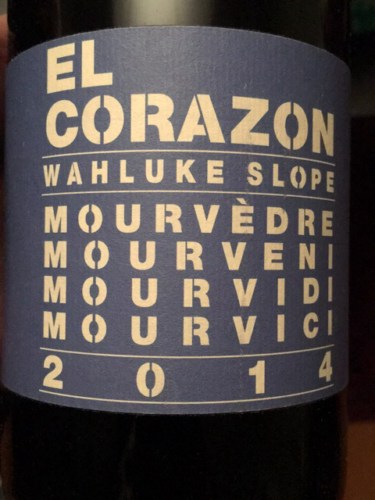 EL
CORAZON
WAHLUKE SLOPE
MOURVÈDRE
MOURVENI
MOURVIDI
MOURVICI
2014